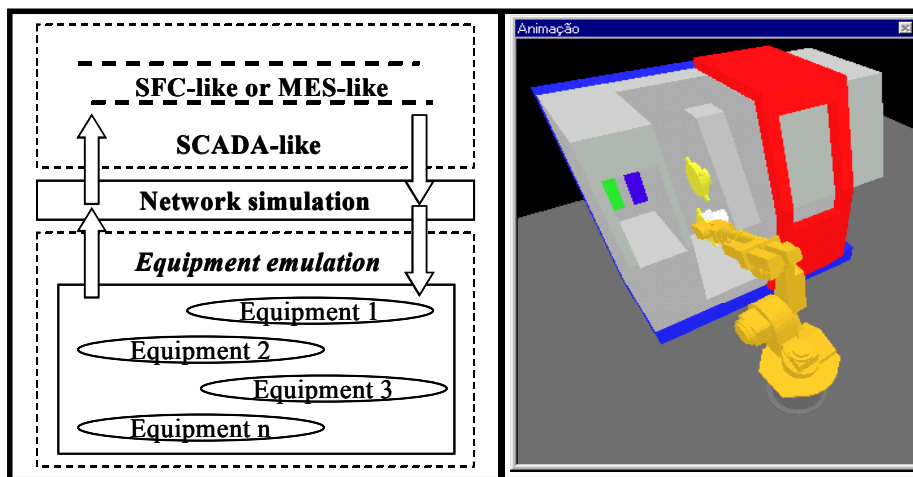 SFC-like or MES-like
SCADA-like
Network simulation
Equipment emulation
Equipment 1
Equipment 2
Equipment 3
Equipment n
Animação